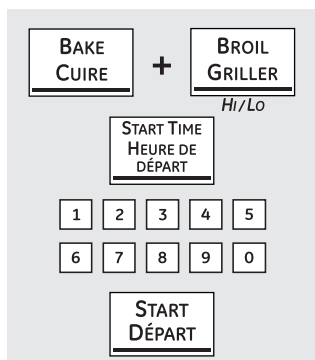 BAKE
CUIRE
+
BROIL
GRILLER
HI/LO
START TIME
HEURE DE
DÉPART
1 2 3 4 5
6 7 8 9 0
START
DÉPART